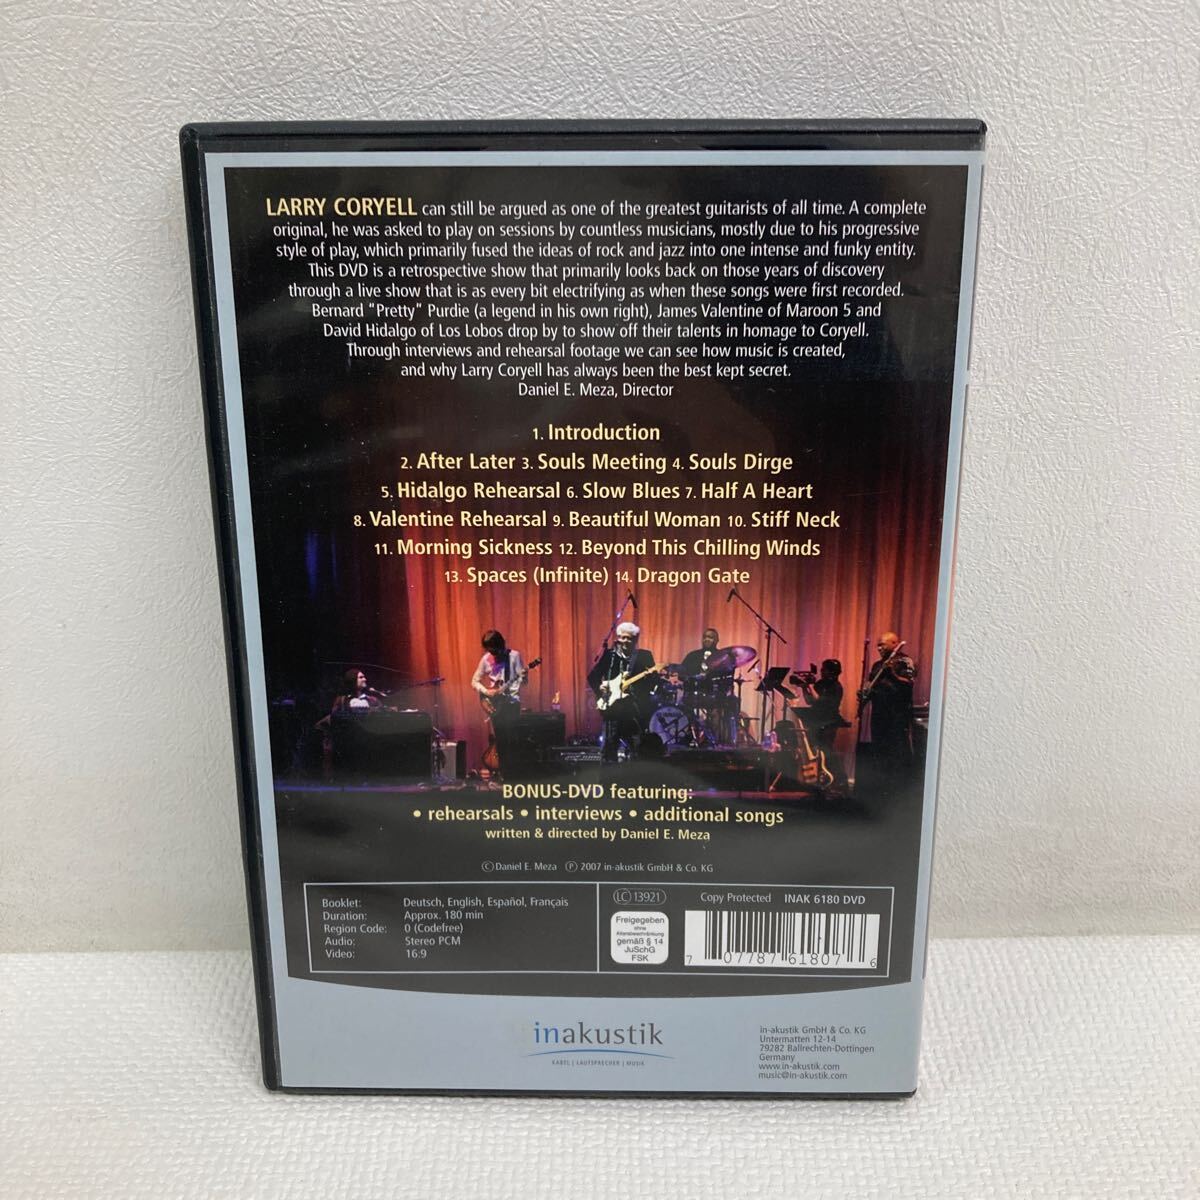 LARRY CORYELL can still be argued as one of the greatest guitarists of all time. A complete
original, he was asked to play on sessions by countless musicians, mostly due to his progressive
style of play, which primarily fused the ideas of rock and jazz into one intense and funky entity.
This DVD is a retrospective show that primarily looks back on those years of discovery
through a live show that is as every bit electrifying as when these songs were first recorded.
Bernard "Pretty" Purdie (a legend in his own right), James Valentine of Maroon 5 and
David Hidalgo of Los Lobos drop by to show off their talents in homage to Coryell.
Through interviews and rehearsal footage we can see how music is created,
and why Larry Coryell has always been the best kept secret.
Daniel E. Meza, Director
1. Introduction
2. After Later 3. Souls Meeting 4. Souls Dirge
5. Hidalgo Rehearsal 6. Slow Blues 7. Half A Heart
8. Valentine Rehearsal 9. Beautiful Woman 10. Stiff Neck
11. Morning Sickness 12. Beyond This Chilling Winds
13. Spaces (Infinite) 14. Dragon Gate
BONUS-DVD featuring:
• rehearsals • interviews • additional songs
written & directed by Daniel E. Meza
© Daniel E. Meza ℗ 2007 in-akustik GmbH & Co. KG
Booklet: Deutsch, English, Español, Français
Duration: Approx. 180 min
Region Code: 0 (Codefree)
Audio: Stereo PCM
Video: 16:9
LC 13921
Freigegeben
ohne
Altersbeschränkung
gemäß § 14
JuSchG
FSK
Copy Protected INAK 6180 DVD
7 07787 61807 6
inakustik
KABEL | LAUTSPRECHER | MUSIK
in-akustik GmbH & Co. KG
Untermatten 12-14
79282 Ballrechten-Dottingen
Germany
www.in-akustik.com
music@in-akustik.com